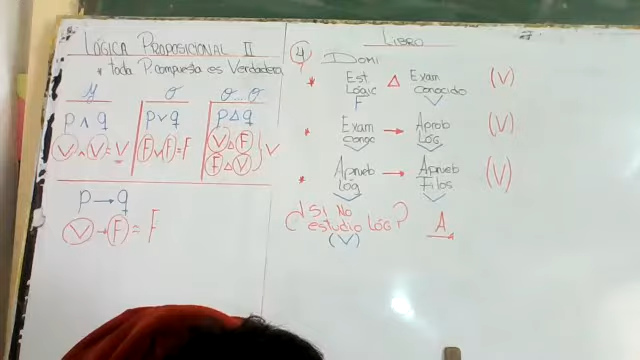 LÓGICA PROPOSICIONAL II
* toda P. compuesta es Verdadera
y
p ∧ q
V ∧ V = V
o
p ∨ q
F ∨ F = F
o...o
p Δ q
V Δ F
F Δ V } V
p → q
V → F = F
LIBRO
4 DOMI
* Est. Lógic Δ Exam conocido (V)
F V
* Exam conoc → Aprob Lóg (V)
* Aprueb Lóg → Aprueb Filos (V)
¿Si No estudio lóg? A
(V)